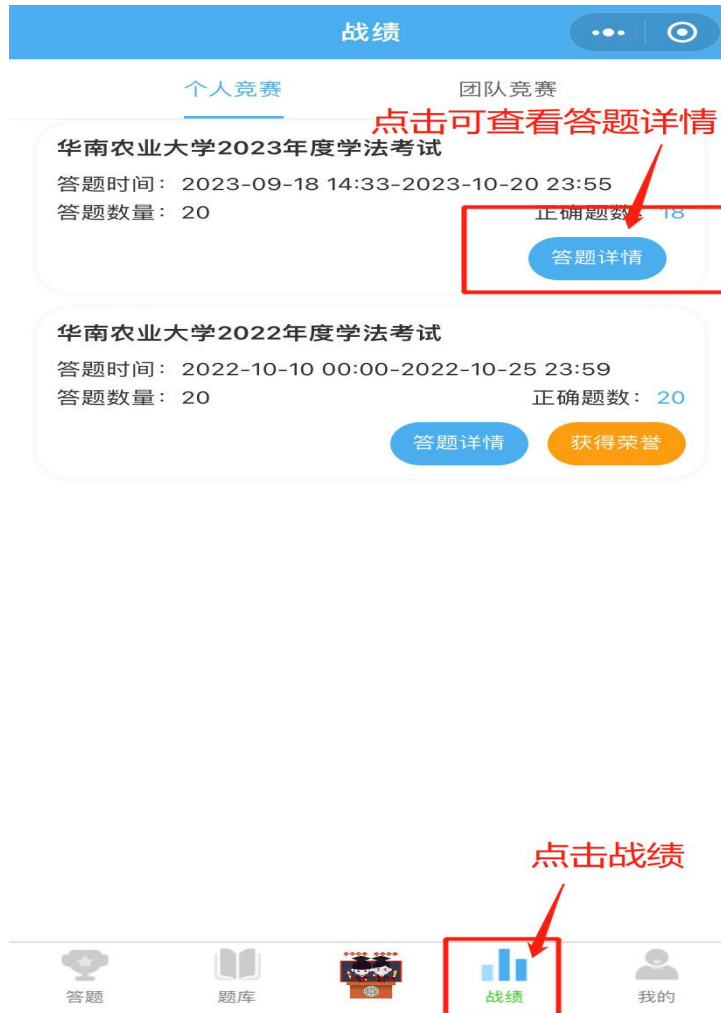 战绩
个人竞赛 团队竞赛
点击可查看答题详情
华南农业大学2023年度学法考试
答题时间：2023-09-18 14:33-2023-10-20 23:55
答题数量：20 正确题数：18
答题详情
华南农业大学2022年度学法考试
答题时间：2022-10-10 00:00-2022-10-25 23:59
答题数量：20 正确题数：20
答题详情 获得荣誉
点击战绩
答题 题库 战绩 我的